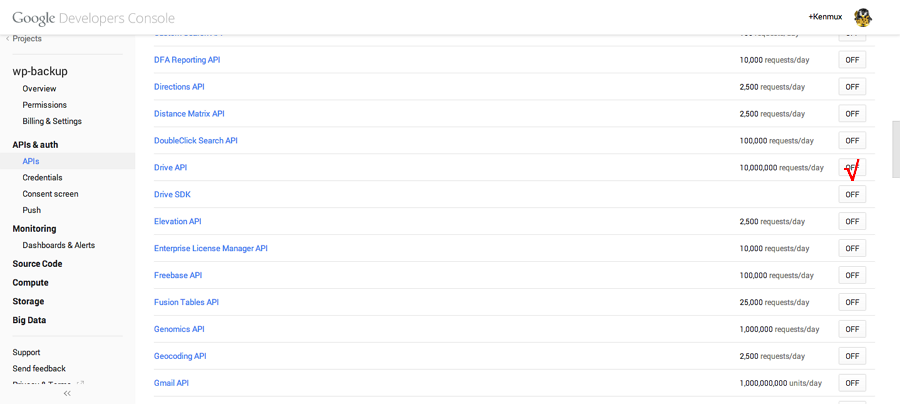 Google Developers Console
+Kenmux
Projects
wp-backup
Overview
Permissions
Billing & Settings
APIs & auth
APIs
Credentials
Consent screen
Push
Monitoring
Dashboards & Alerts
Source Code
Compute
Storage
Big Data
Support
Send feedback
Privacy & Terms
DFA Reporting API 10,000 requests/day OFF
Directions API 2,500 requests/day OFF
Distance Matrix API 2,500 requests/day OFF
DoubleClick Search API 100,000 requests/day OFF
Drive API 10,000,000 requests/day OFF
Drive SDK OFF
Elevation API 2,500 requests/day OFF
Enterprise License Manager API 10,000 requests/day OFF
Freebase API 100,000 requests/day OFF
Fusion Tables API 25,000 requests/day OFF
Genomics API 1,000,000 requests/day OFF
Geocoding API 2,500 requests/day OFF
Gmail API 1,000,000,000 units/day OFF